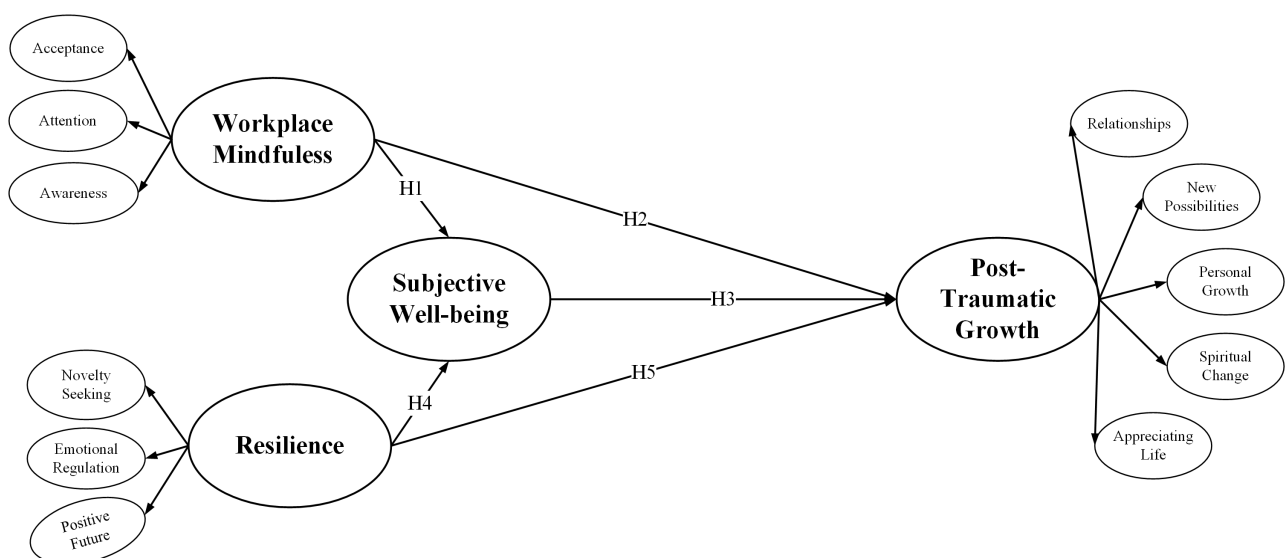 Acceptance
Attention
Awareness
Workplace
Mindfuless
H1
H2
Subjective
Well-being
H3
Novelty
Seeking
Emotional
Regulation
Positive
Future
Resilience
H4
H5
Post-
Traumatic
Growth
Relationships
New
Possibilities
Personal
Growth
Spiritual
Change
Appreciating
Life